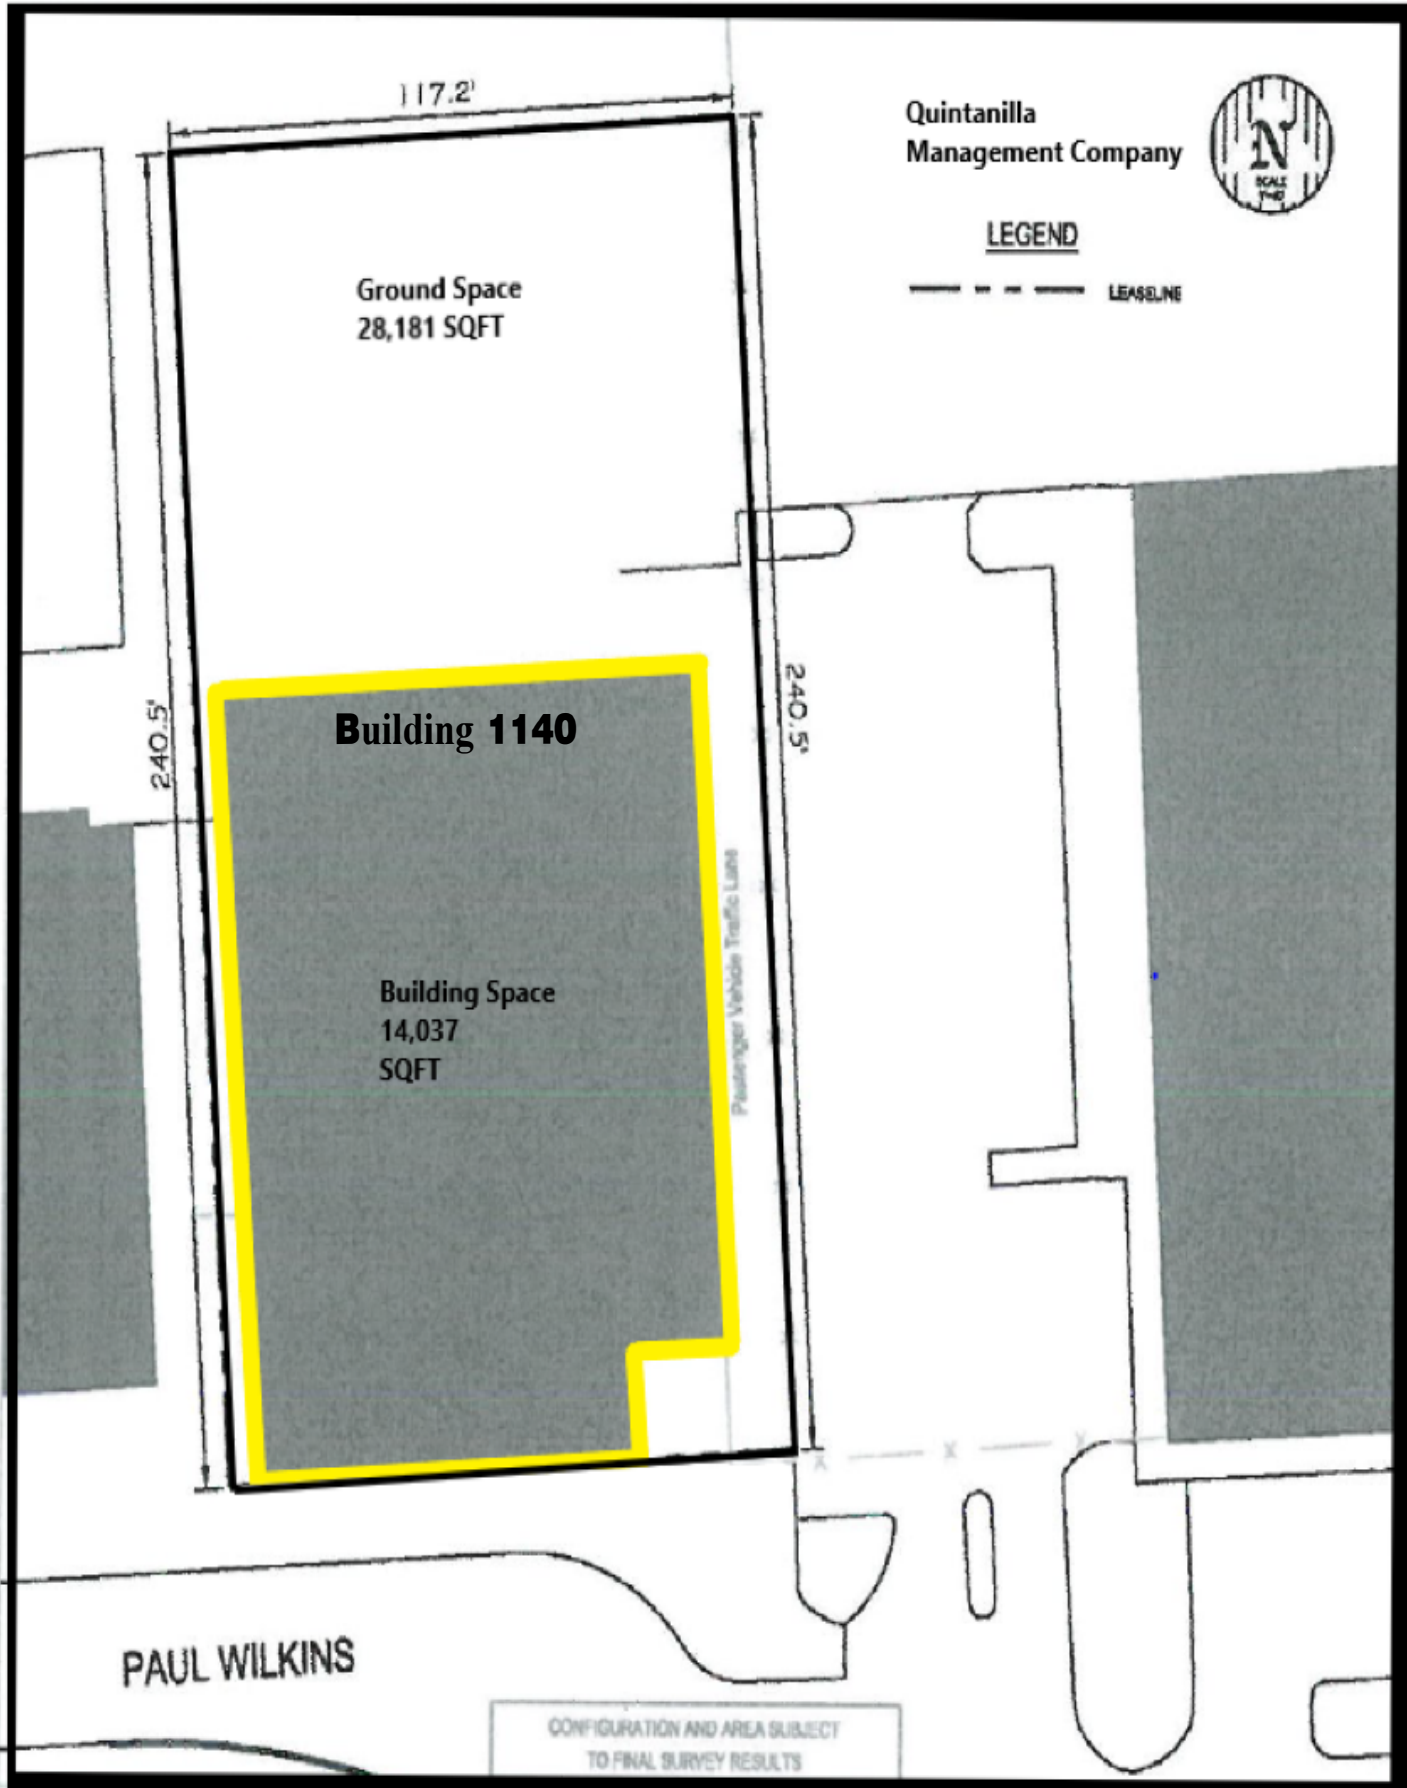 117.2'
Quintanilla
Management Company
N
SCALE
LEGEND
LEASELINE
Ground Space
28,181 SQFT
240.5'
240.5'
Building 1140
Passenger Vehicle Traffic Lane
Building Space
14,037
SQFT
PAUL WILKINS
CONFIGURATION AND AREA SUBJECT
TO FINAL SURVEY RESULTS